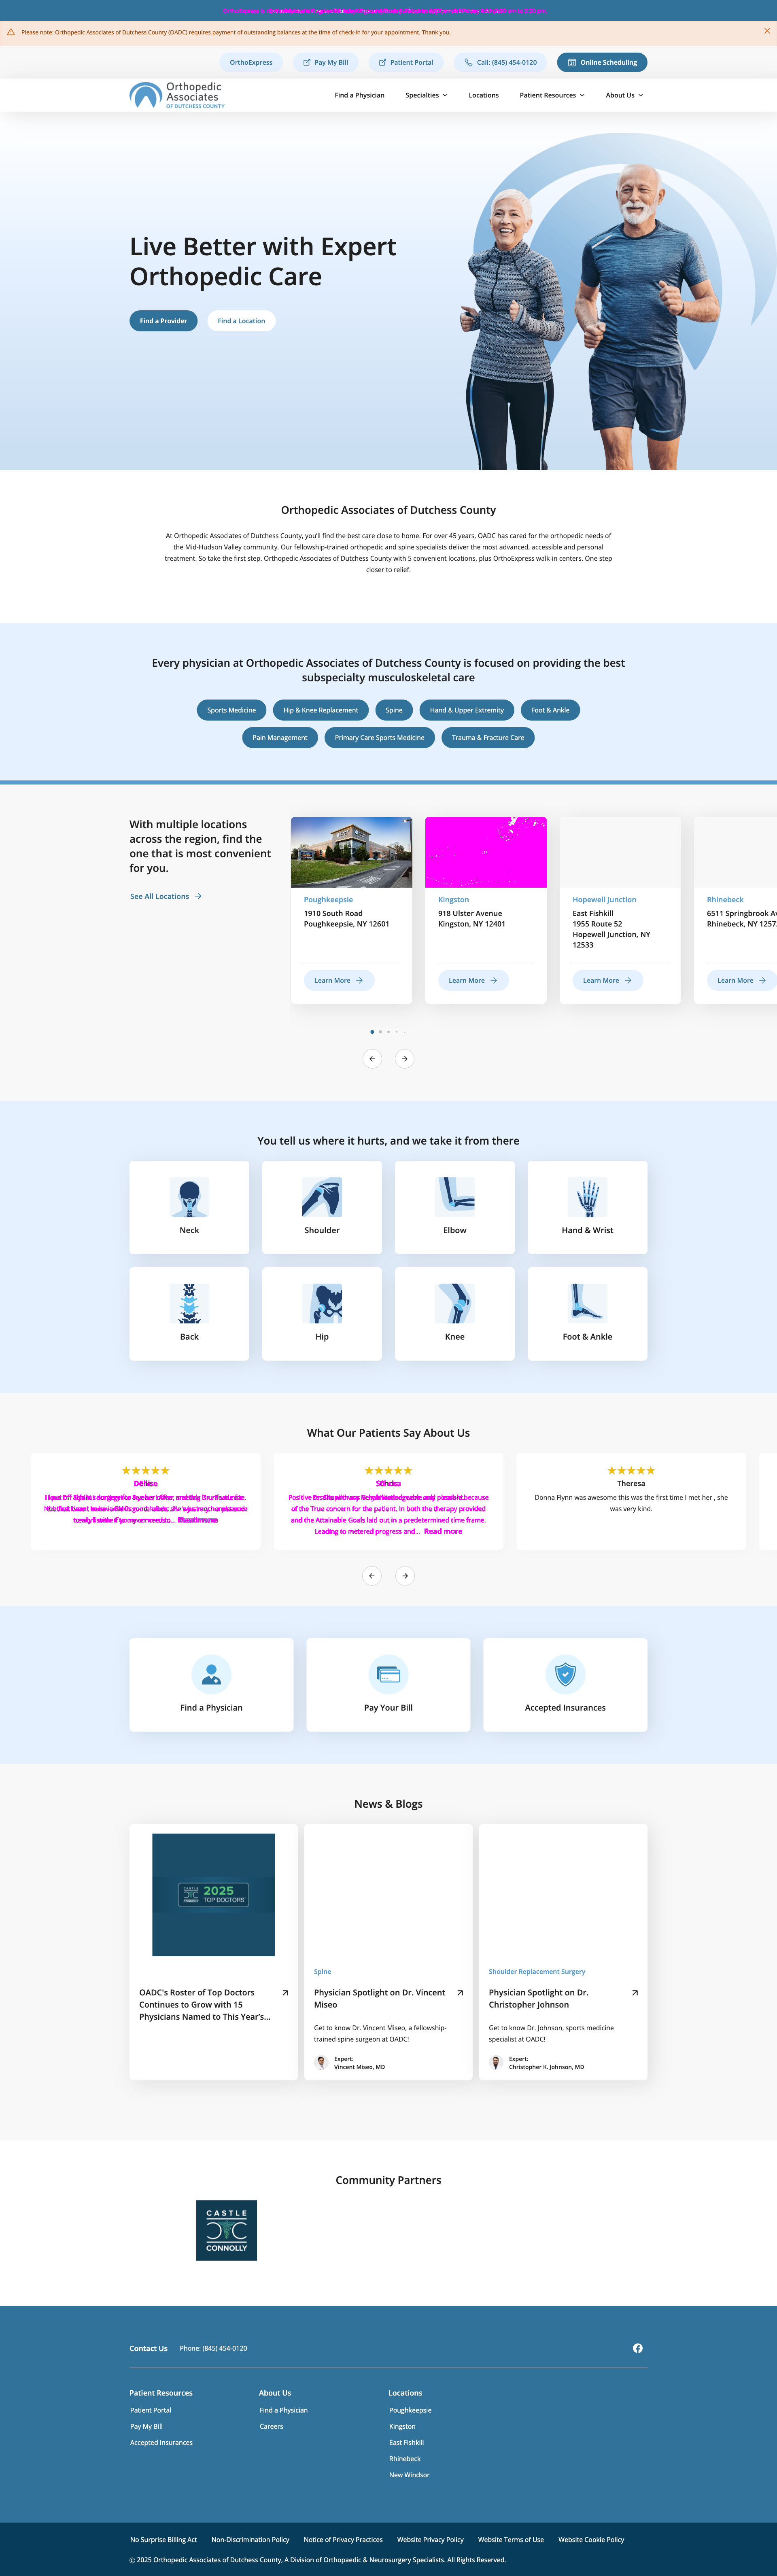 Please note: Orthopedic Associates of Dutchess County (OADC) requires payment of outstanding balances at the time of check-in for your appointment. Thank you.
OrthoExpress
Pay My Bill
Patient Portal
Call: (845) 454-0120
Online Scheduling
Orthopedic
Associates
OF DUTCHESS COUNTY
Find a Physician
Specialties
Locations
Patient Resources
About Us
Live Better with Expert
Orthopedic Care
Find a Provider
Find a Location
Orthopedic Associates of Dutchess County
At Orthopedic Associates of Dutchess County, you'll find the best care close to home. For over 45 years, OADC has cared for the orthopedic needs of
the Mid-Hudson Valley community. Our fellowship-trained orthopedic and spine specialists deliver the most advanced, accessible and personal
treatment. So take the first step. Orthopedic Associates of Dutchess County with 5 convenient locations, plus OrthoExpress walk-in centers. One step
closer to relief.
Every physician at Orthopedic Associates of Dutchess County is focused on providing the best
subspecialty musculoskeletal care
Sports Medicine
Hip & Knee Replacement
Spine
Hand & Upper Extremity
Foot & Ankle
Pain Management
Primary Care Sports Medicine
Trauma & Fracture Care
With multiple locations
across the region, find the
one that is most convenient
for you.
See All Locations
Poughkeepsie
1910 South Road
Poughkeepsie, NY 12601
Learn More
Kingston
918 Ulster Avenue
Kingston, NY 12401
Learn More
Hopewell Junction
East Fishkill
1955 Route 52
Hopewell Junction, NY
12533
Learn More
Rhinebeck
6511 Springbrook
Rhinebeck, NY
Learn More
You tell us where it hurts, and we take it from there
Neck
Shoulder
Elbow
Hand & Wrist
Back
Hip
Knee
Foot & Ankle
What Our Patients Say About Us
of the True concern for the patient. In both the therapy provided
and the Attainable Goals laid out in a predetermined time frame.
Leading to metered progress and... Read more
Theresa
Donna Flynn was awesome this was the first time I met her , she
was very kind.
Find a Physician
Pay Your Bill
Accepted Insurances
News & Blogs
2025
TOP DOCTORS
OADC's Roster of Top Doctors
Continues to Grow with 15
Physicians Named to This Year's...
Spine
Physician Spotlight on Dr. Vincent
Miseo
Get to know Dr. Vincent Miseo, a fellowship-
trained spine surgeon at OADC!
Expert:
Vincent Miseo, MD
Shoulder Replacement Surgery
Physician Spotlight on Dr.
Christopher Johnson
Get to know Dr. Johnson, sports medicine
specialist at OADC!
Expert:
Christopher K. Johnson, MD
Community Partners
CASTLE
CONNOLLY
Contact Us
Phone: (845) 454-0120
Patient Resources
Patient Portal
Pay My Bill
Accepted Insurances
About Us
Find a Physician
Careers
Locations
Poughkeepsie
Kingston
East Fishkill
Rhinebeck
New Windsor
No Surprise Billing Act
Non-Discrimination Policy
Notice of Privacy Practices
Website Privacy Policy
Website Terms of Use
Website Cookie Policy
© 2025 Orthopedic Associates of Dutchess County, A Division of Orthopaedic & Neurosurgery Specialists. All Rights Reserved.